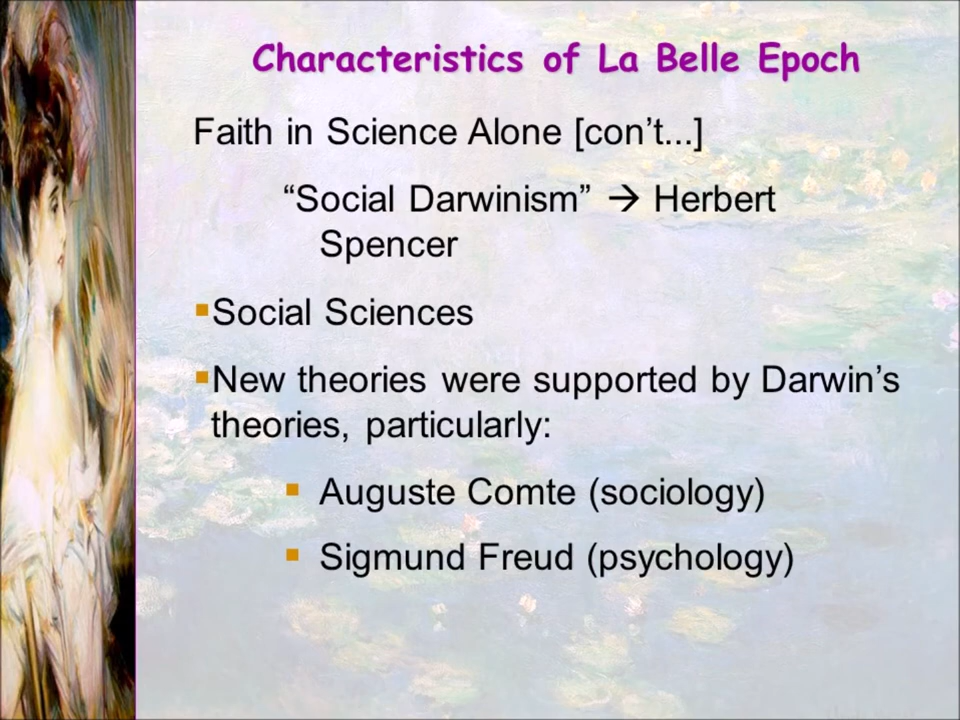 Characteristics of La Belle Epoch
Faith in Science Alone [con’t...]
“Social Darwinism” → Herbert
Spencer
▪Social Sciences
▪New theories were supported by Darwin’s
theories, particularly:
▪ Auguste Comte (sociology)
▪ Sigmund Freud (psychology)